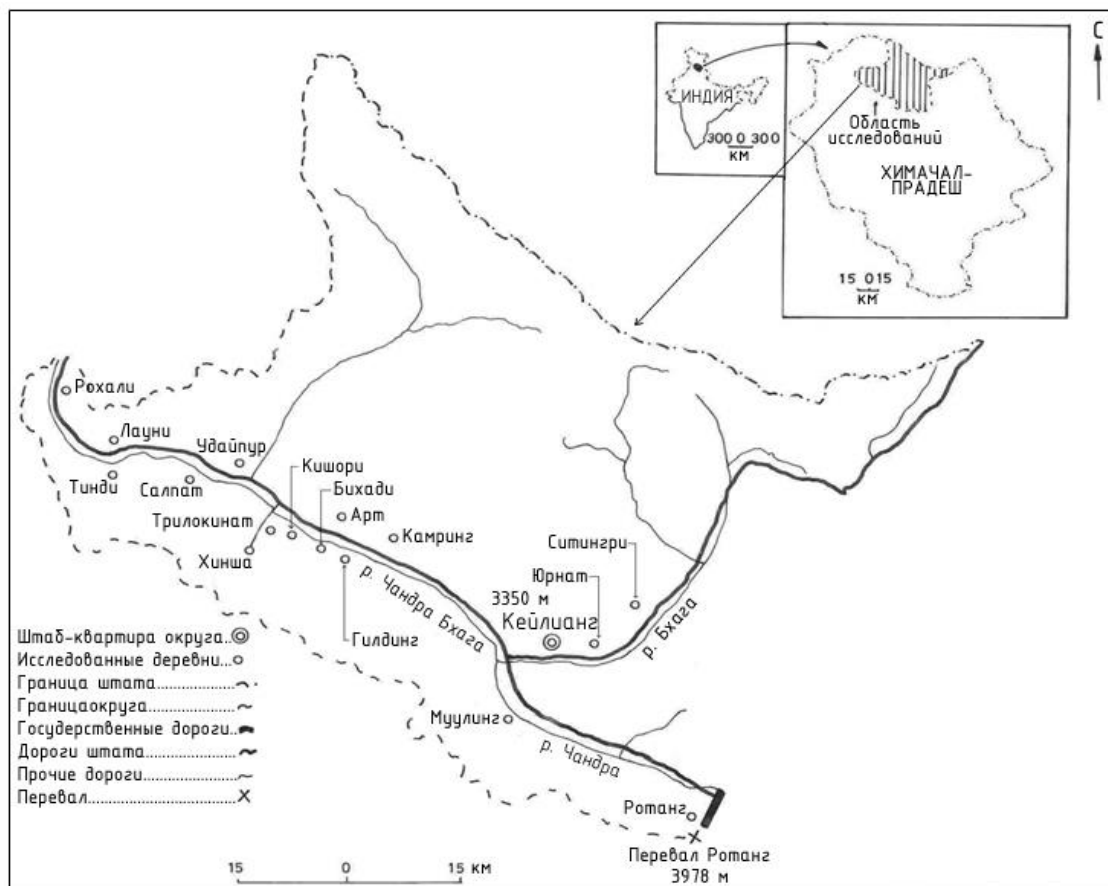 С
ИНДИЯ
300 0 300
КМ
Область
исследований
ХИМАЧАЛ-
ПРАДЕШ
15 0 15
КМ
Рохали
Лауни
Удайпур
Тинди
Салпат
Кишори
Бихади
Трилокинат
Арт
Камринг
Хинша
р. Чандра Бхага
Гилдинг
Ситингри
Юрнат
3350 м
Кейлианг
р. Бхага
Муулинг
р. Чандра
Ротанг
Перевал Ротанг
3978 м
Штаб-квартира округа..
Исследованные деревни..
Граница штата..............
Границаокруга..............
Госудерственные дороги..
Дороги штата..............
Прочие дороги..............
Перевал......................
15 0 15 км